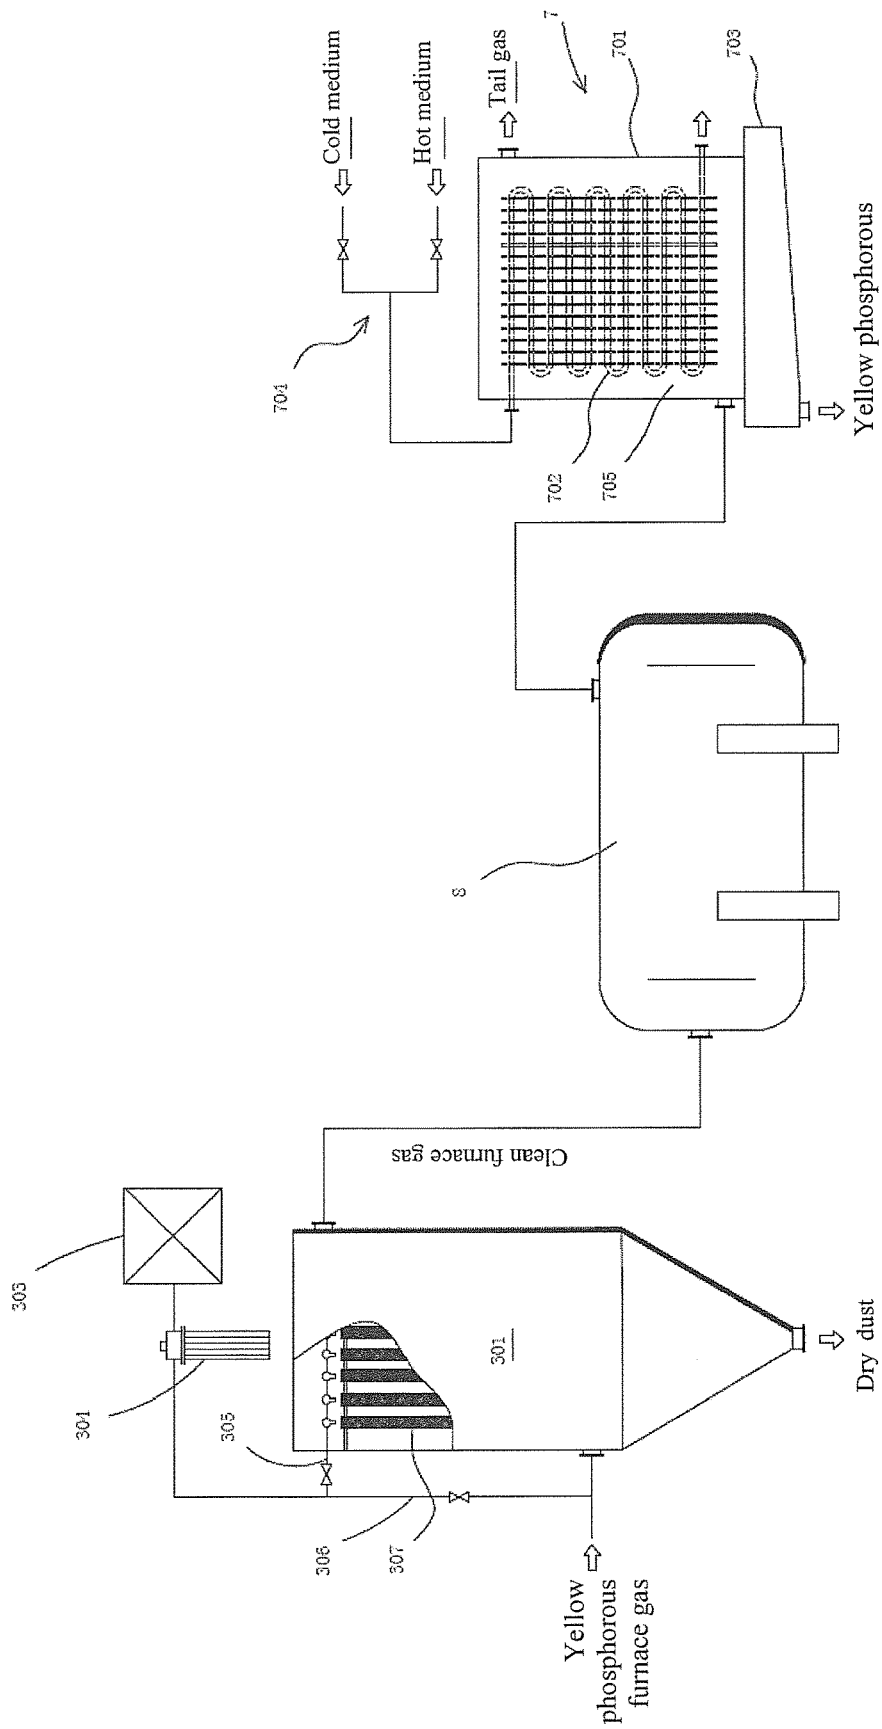 303
304
305
306
307
301
Yellow
phosphorous
furnace gas
Dry dust
Clean furnace gas
8
704
Cold medium
Hot medium
Tail gas
7
701
703
702
705
Yellow phosphorous